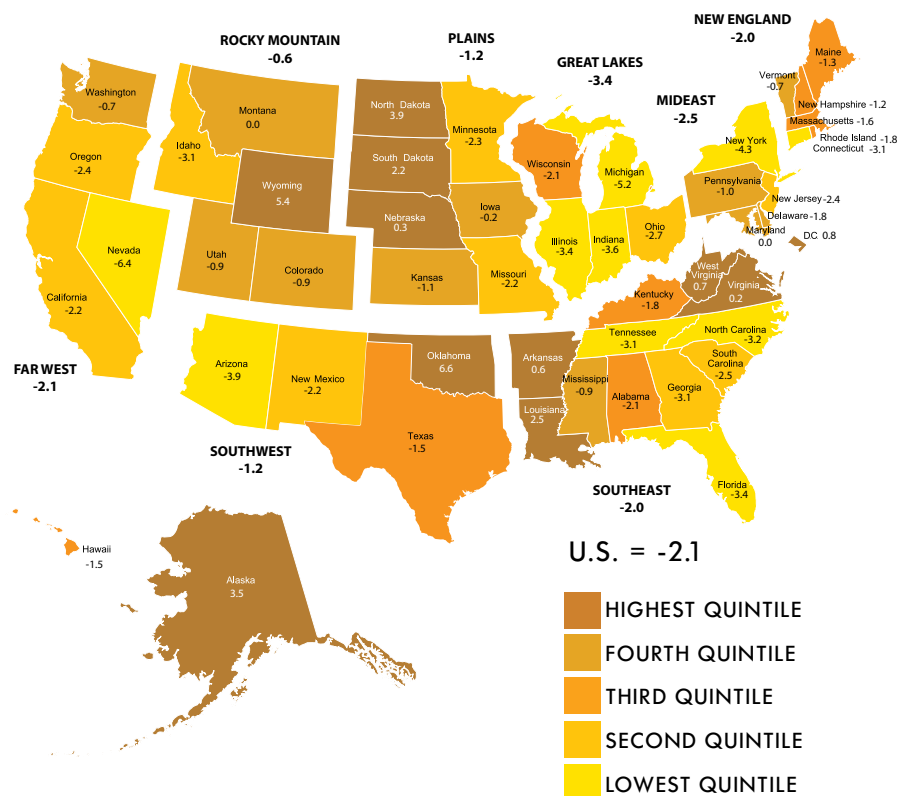 NEW ENGLAND
-2.0
ROCKY MOUNTAIN
-0.6
PLAINS
-1.2
GREAT LAKES
-3.4
MIDEAST
-2.5
Maine
-1.3
Vermont
-0.7
New Hampshire -1.2
Massachusetts -1.6
Rhode Island -1.8
Connecticut -3.1
Washington
-0.7
Montana
0.0
North Dakota
3.9
Minnesota
-2.3
Oregon
-2.4
Idaho
-3.1
Wyoming
5.4
South Dakota
2.2
Wisconsin
-2.1
Michigan
-5.2
New York
-4.3
Pennsylvania
-1.0
New Jersey -2.4
Delaware -1.8
Maryland
0.0
DC 0.8
Nebraska
0.3
Iowa
-0.2
Illinois
-3.4
Indiana
-3.6
Ohio
-2.7
Nevada
-6.4
Utah
-0.9
Colorado
-0.9
Kansas
-1.1
Missouri
-2.2
West
Virginia
0.7
Virginia
0.2
Kentucky
-1.8
California
-2.2
Tennessee
-3.1
North Carolina
-3.2
South
Carolina
-2.5
FAR WEST
-2.1
Arizona
-3.9
New Mexico
-2.2
Oklahoma
6.6
Arkansas
0.6
Mississippi
-0.9
Alabama
-2.1
Georgia
-3.1
Louisiana
2.5
Texas
-1.5
SOUTHWEST
-1.2
Florida
-3.4
SOUTHEAST
-2.0
Hawaii
-1.5
Alaska
3.5
U.S. = -2.1
HIGHEST QUINTILE
FOURTH QUINTILE
THIRD QUINTILE
SECOND QUINTILE
LOWEST QUINTILE